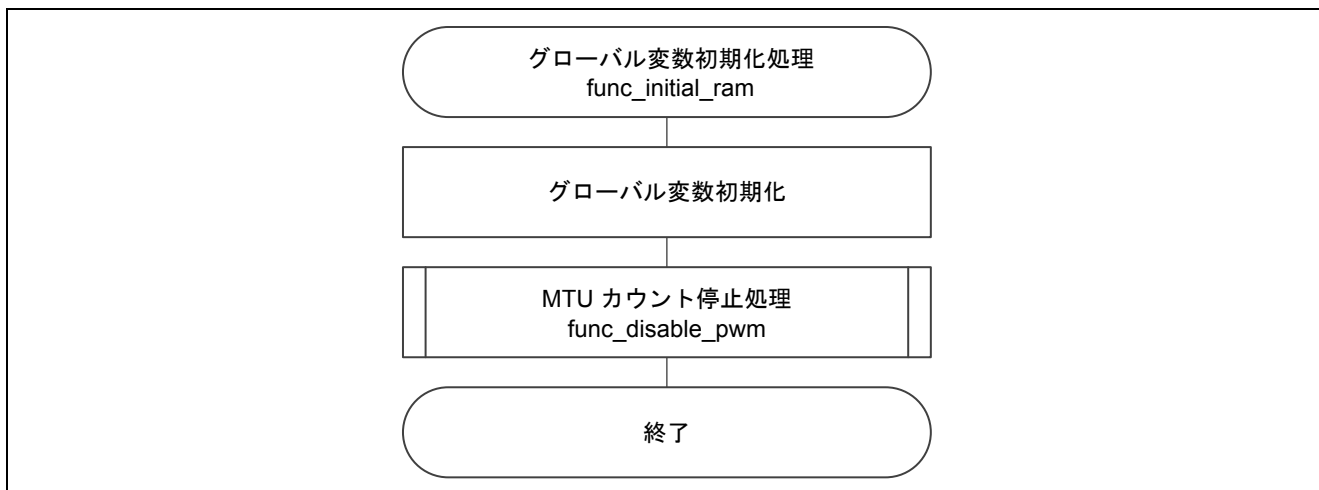 グローバル変数初期化処理
func_initial_ram
グローバル変数初期化
MTU カウント停止処理
func_disable_pwm
終了